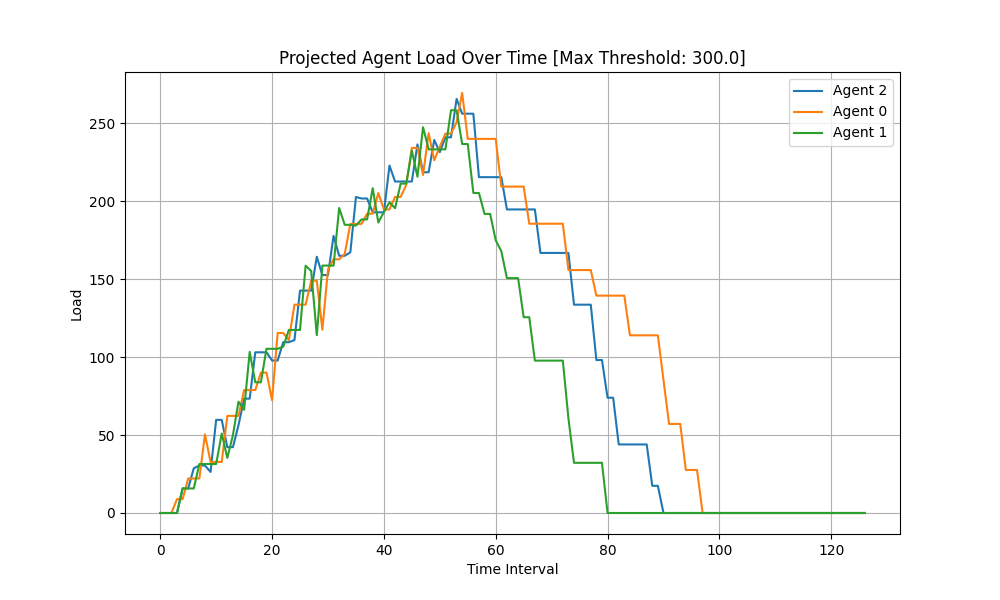 Projected Agent Load Over Time [Max Threshold: 300.0]
Agent 2
Agent 0
Agent 1
Load
250
200
150
100
50
0
0 20 40 60 80 100 120
Time Interval